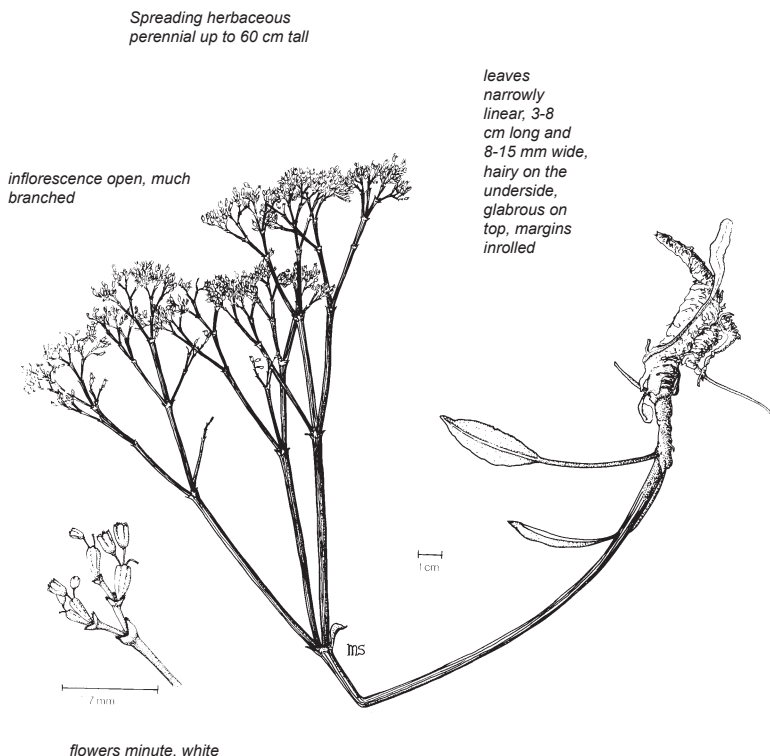 Spreading herbaceous
perennial up to 60 cm tall
leaves
narrowly
linear, 3-8
cm long and
8-15 mm wide,
hairy on the
underside,
glabrous on
top, margins
inrolled
inflorescence open, much
branched
1cm
ms
7 mm
flowers minute, white